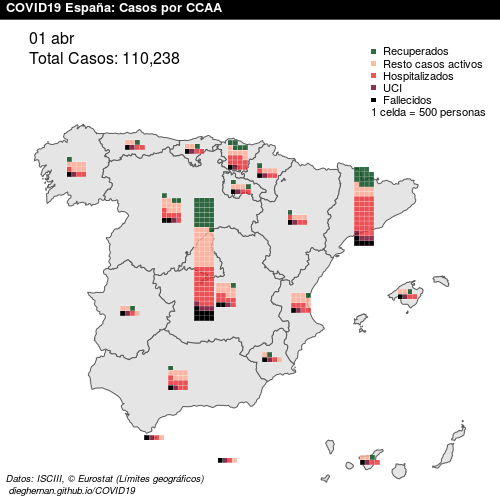 COVID19 España: Casos por CCAA
01 abr
Total Casos: 110,238
Recuperados
Resto casos activos
Hospitalizados
UCI
Fallecidos
1 celda = 500 personas
Datos: ISCIII, © Eurostat (Límites geográficos)
dieghernan.github.io/COVID19